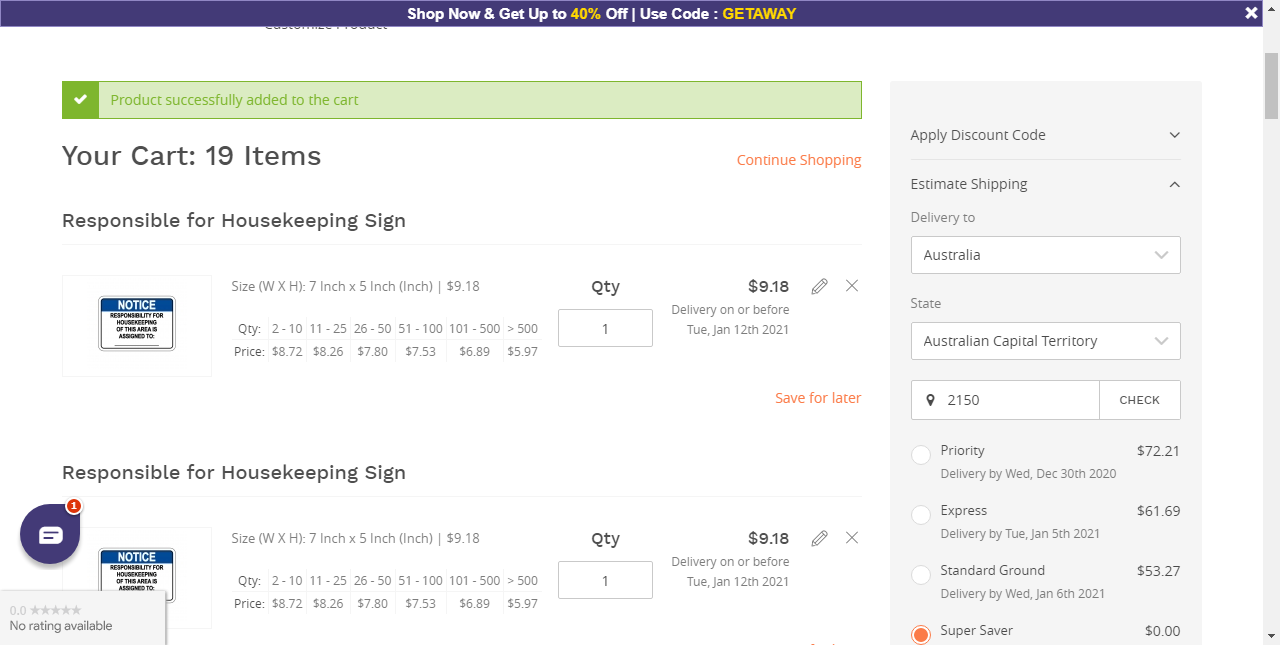 Shop Now & Get Up to 40% Off | Use Code : GETAWAY
Customize Product
Product successfully added to the cart
Your Cart: 19 Items
Continue Shopping
Responsible for Housekeeping Sign
NOTICE
RESPONSIBILITY FOR
HOUSEKEEPING
OF THIS AREA IS
ASSIGNED TO:
Size (W X H): 7 Inch x 5 Inch (Inch) | $9.18
Qty: 2 - 10 11 - 25 26 - 50 51 - 100 101 - 500 > 500
Price: $8.72 $8.26 $7.80 $7.53 $6.89 $5.97
Qty
1
$9.18
Delivery on or before
Tue, Jan 12th 2021
Save for later
Responsible for Housekeeping Sign
NOTICE
RESPONSIBILITY FOR
HOUSEKEEPING
OF THIS AREA IS
ASSIGNED TO:
Size (W X H): 7 Inch x 5 Inch (Inch) | $9.18
Qty: 2 - 10 11 - 25 26 - 50 51 - 100 101 - 500 > 500
Price: $8.72 $8.26 $7.80 $7.53 $6.89 $5.97
Qty
1
$9.18
Delivery on or before
Tue, Jan 12th 2021
1
0.0
No rating available
Apply Discount Code
Estimate Shipping
Delivery to
Australia
State
Australian Capital Territory
2150
CHECK
Priority $72.21
Delivery by Wed, Dec 30th 2020
Express $61.69
Delivery by Tue, Jan 5th 2021
Standard Ground $53.27
Delivery by Wed, Jan 6th 2021
Super Saver $0.00